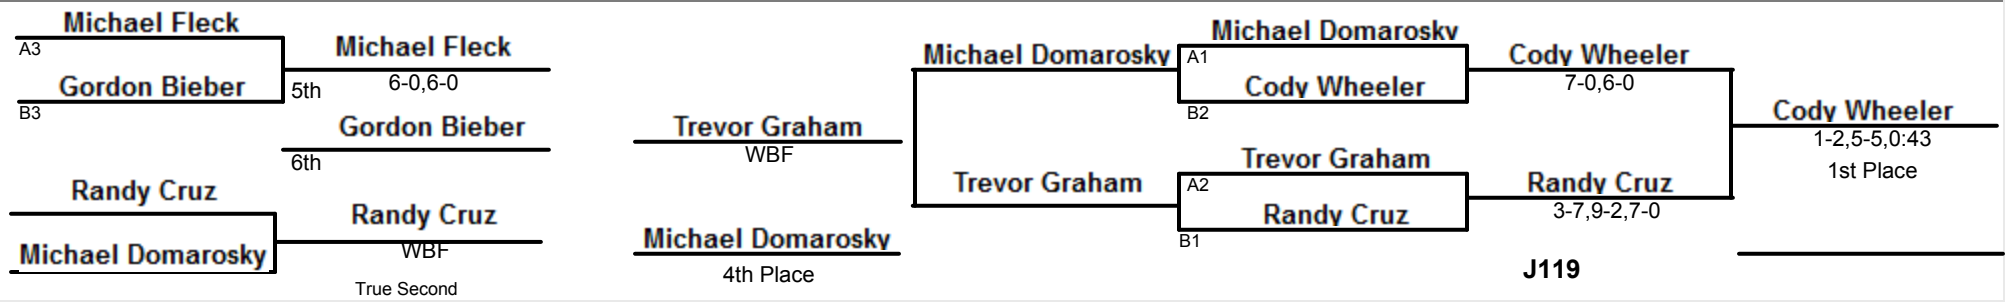 Michael Fleck
A3
Gordon Bieber
B3
Michael Fleck
6-0,6-0
5th
Gordon Bieber
6th
Randy Cruz
Michael Domarosky
Randy Cruz
WBF
True Second
Trevor Graham
WBF
Michael Domarosky
4th Place
Michael Domarosky
Trevor Graham
Michael Domarosky
A1
Cody Wheeler
B2
Trevor Graham
A2
Randy Cruz
B1
Cody Wheeler
7-0,6-0
Randy Cruz
3-7,9-2,7-0
J119
Cody Wheeler
1-2,5-5,0:43
1st Place